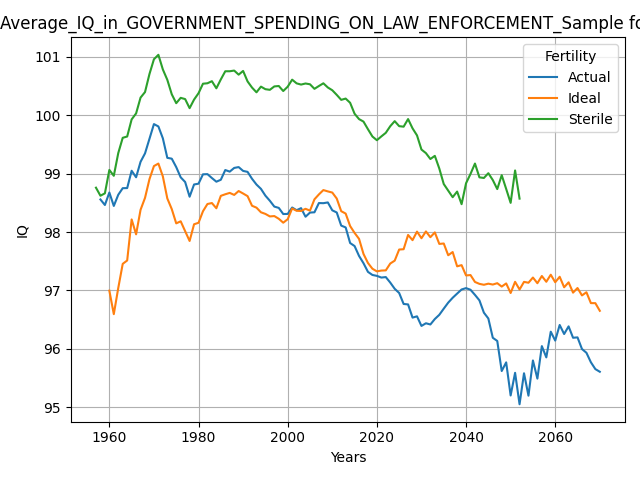 Average_IQ_in_GOVERNMENT_SPENDING_ON_LAW_ENFORCEMENT_Sample fo
Fertility
Actual
Ideal
Sterile
IQ
101
100
99
98
97
96
95
1960 1980 2000 2020 2040 2060
Years